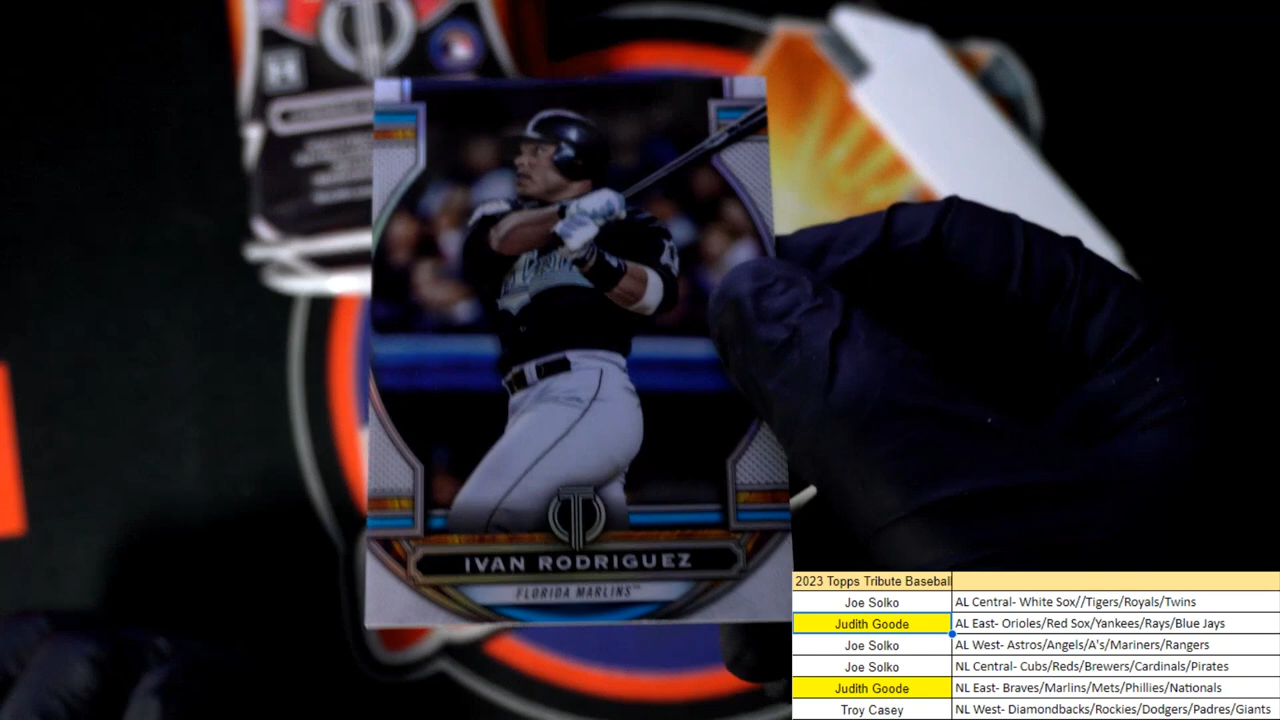 H
IVAN RODRIGUEZ
FLORIDA MARLINS™
2023 Topps Tribute Baseball
Joe Solko AL Central- White Sox//Tigers/Royals/Twins
Judith Goode AL East- Orioles/Red Sox/Yankees/Rays/Blue Jays
Joe Solko AL West- Astros/Angels/A's/Mariners/Rangers
Joe Solko NL Central- Cubs/Reds/Brewers/Cardinals/Pirates
Judith Goode NL East- Braves/Marlins/Mets/Phillies/Nationals
Troy Casey NL West- Diamondbacks/Rockies/Dodgers/Padres/Giants